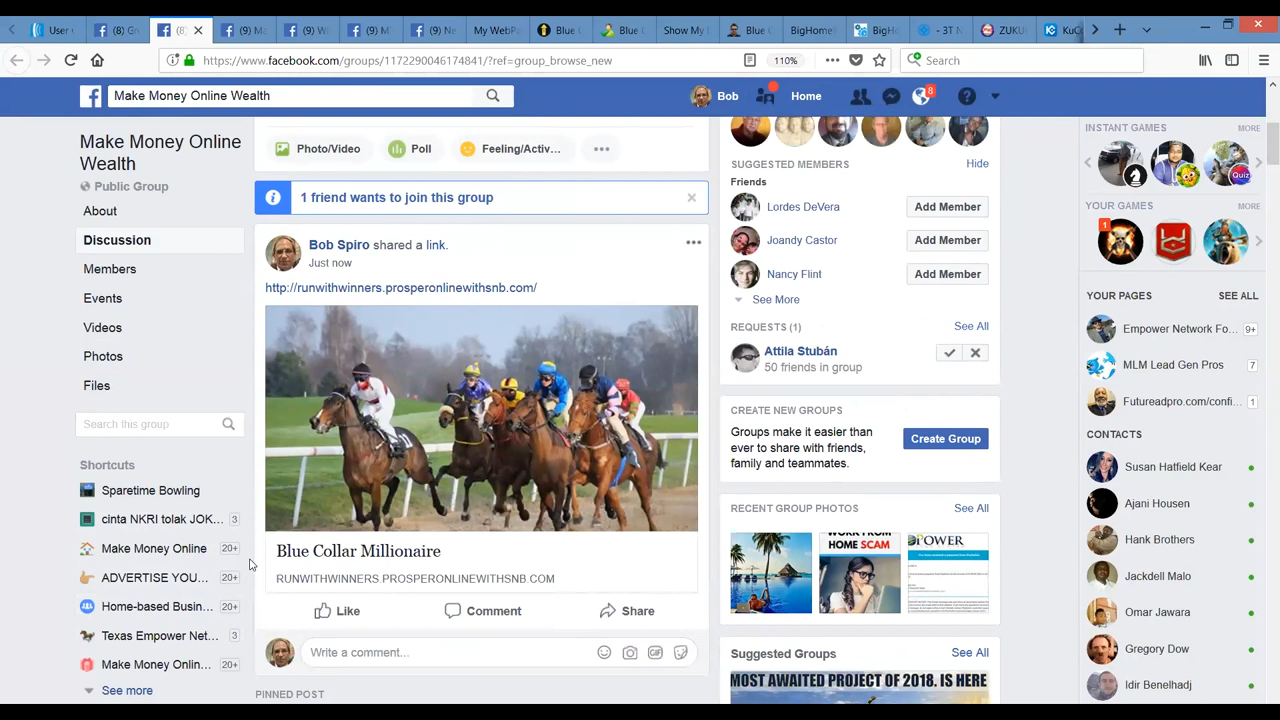 User
(8) Gr
(8)
(8) Ma
(8) W
(8) M
(8) Ne
My WebPa
Blue C
Blue C
Show My
Blue C
BigHome
BigHo
- 3T N
ZUKU
KuCo
https://www.facebook.com/groups/1172290046174841/?ref=group_browse_new
110%
Search
Make Money Online Wealth
Bob
Home
8
Make Money Online
Wealth
Public Group
About
Discussion
Members
Events
Videos
Photos
Files
Search this group
Shortcuts
Sparetime Bowling
cinta NKRI tolak JOK... 3
Make Money Online 20+
ADVERTISE YOU... 20+
Home-based Busin... 20+
Texas Empower Net... 3
Make Money Onlin... 20+
See more
Photo/Video
Poll
Feeling/Activ...
1 friend wants to join this group
Bob Spiro shared a link.
Just now
http://runwithwinners.prosperonlinewithsnb.com/
Blue Collar Millionaire
RUNWITHWINNERS.PROSPERONLINEWITHSNB.COM
Like
Comment
Share
Write a comment...
GIF
PINNED POST
SUGGESTED MEMBERS
Hide
Friends
Lordes DeVera
Add Member
Joandy Castor
Add Member
Nancy Flint
Add Member
See More
REQUESTS (1)
See All
Attila Stubán
50 friends in group
CREATE NEW GROUPS
Groups make it easier than
ever to share with friends,
family and teammates.
Create Group
RECENT GROUP PHOTOS
See All
WORK FROM
HOME SCAM
POWER
Suggested Groups
See All
MOST AWAITED PROJECT OF 2018. IS HERE
INSTANT GAMES
MORE
Quiz
YOUR GAMES
MORE
1
YOUR PAGES
SEE ALL
Empower Network Fo... 9+
MLM Lead Gen Pros 7
Futureadpro.com/confi... 1
CONTACTS
Susan Hatfield Kear
Ajani Housen
Hank Brothers
Jackdell Malo
Omar Jawara
Gregory Dow
Idir Benelhadj